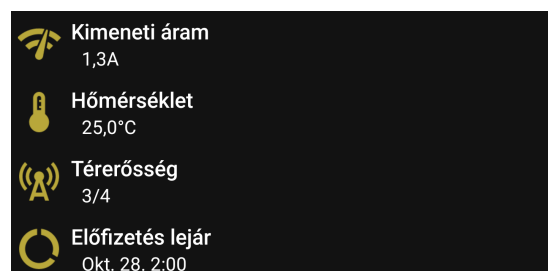 Kimeneti áram
1,3A
Hőmérséklet
25,0°C
Térerősség
3/4
Előfizetés lejár
Okt. 28. 2:00